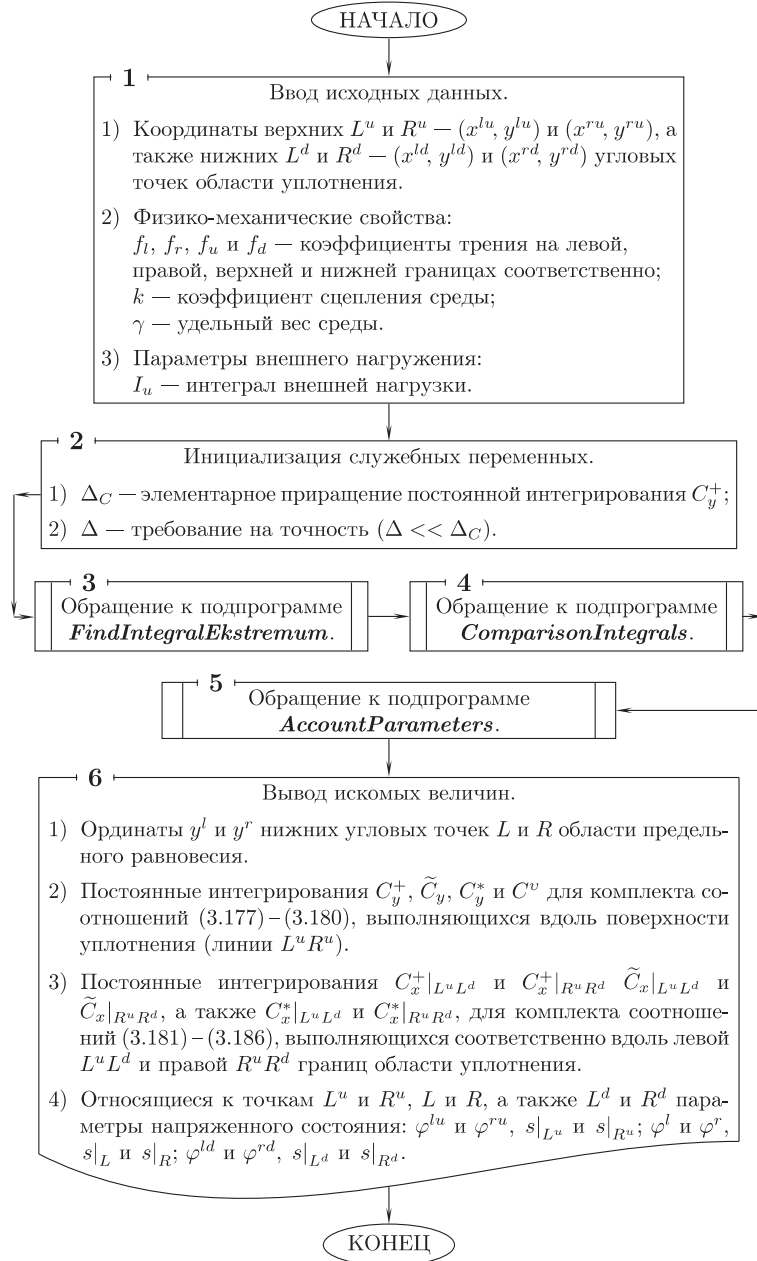 НАЧАЛО
1
Ввод исходных данных.
1) Координаты верхних L^u и R^u — (x^{lu}, y^{lu}) и (x^{ru}, y^{ru}), а
также нижних L^d и R^d — (x^{ld}, y^{ld}) и (x^{rd}, y^{rd}) угловых
точек области уплотнения.
2) Физико-механические свойства:
f_l, f_r, f_u и f_d — коэффициенты трения на левой,
правой, верхней и нижней границах соответственно;
k — коэффициент сцепления среды;
γ — удельный вес среды.
3) Параметры внешнего нагружения:
I_u — интеграл внешней нагрузки.
2
Инициализация служебных переменных.
1) Δ_C — элементарное приращение постоянной интегрирования C_y^+;
2) Δ — требование на точность (Δ << Δ_C).
3
Обращение к подпрограмме
FindIntegralEkstremum.
4
Обращение к подпрограмме
ComparisonIntegrals.
5
Обращение к подпрограмме
AccountParameters.
6
Вывод искомых величин.
1) Ординаты y^l и y^r нижних угловых точек L и R области предель-
ного равновесия.
2) Постоянные интегрирования C_y^+, C̃_y, C_y^* и C^υ для комплекта со-
отношений (3.177)–(3.180), выполняющихся вдоль поверхности
уплотнения (линии L^uR^u).
3) Постоянные интегрирования C_x^+|_{L^uL^d} и C_x^+|_{R^uR^d} C̃_x|_{L^uL^d} и
C̃_x|_{R^uR^d}, а также C_x^*|_{L^uL^d} и C_x^*|_{R^uR^d}, для комплекта соотноше-
ний (3.181)–(3.186), выполняющихся соответственно вдоль левой
L^uL^d и правой R^uR^d границ области уплотнения.
4) Относящиеся к точкам L^u и R^u, L и R, а также L^d и R^d пара-
метры напряженного состояния: φ^{lu} и φ^{ru}, s|_{L^u} и s|_{R^u}; φ^l и φ^r,
s|_L и s|_R; φ^{ld} и φ^{rd}, s|_{L^d} и s|_{R^d}.
КОНЕЦ